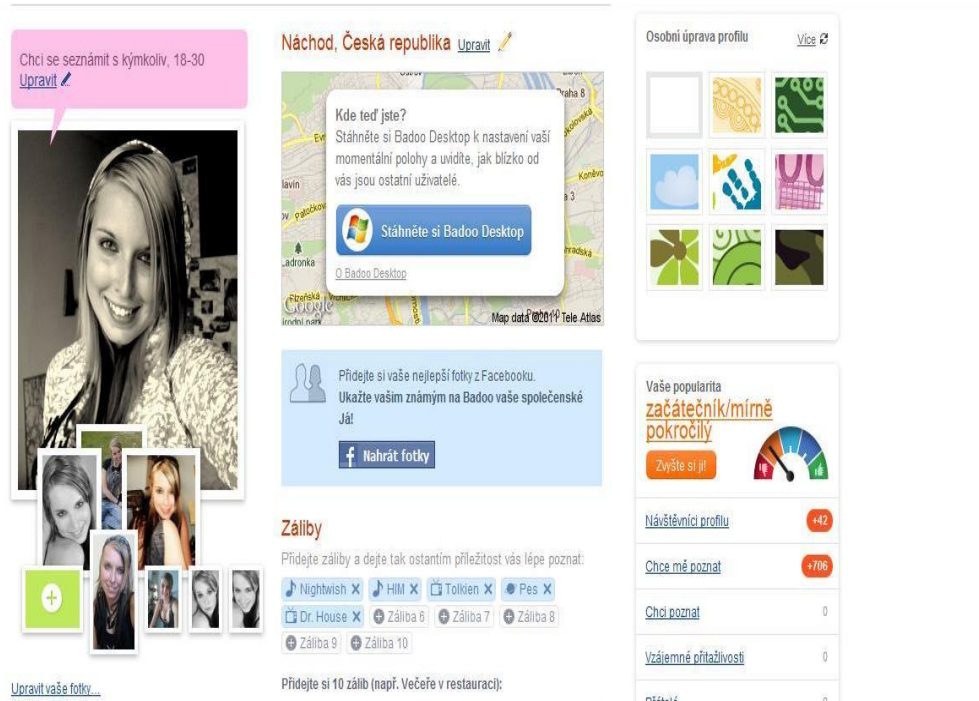 Chci se seznámit s kýmkoliv, 18-30
Upravit
Upravit vaše fotky...
Náchod, Česká republika Upravit
Praha 8
Kde teď jste?
Stáhněte si Badoo Desktop k nastavení vaší
momentální polohy a uvidíte, jak blízko od
vás jsou ostatní uživatelé.
Stáhněte si Badoo Desktop
O Badoo Desktop
Google
Map data ©2011 Tele Atlas
Přidejte si vaše nejlepší fotky z Facebooku.
Ukažte vašim známým na Badoo vaše společenské
Já!
Nahrát fotky
Záliby
Přidejte záliby a dejte tak ostantím příležitost vás lépe poznat:
Nightwish X HIM X Tolkien X Pes X
Dr. House X Záliba 6 Záliba 7 Záliba 8
Záliba 9 Záliba 10
Přidejte si 10 zálib (např. Večeře v restauraci):
Osobní úprava profilu Více
Vaše popularita
začátečník/mírně
pokročilý
Zvyšte si ji!
Návštěvníci profilu +42
Chce mě poznat +706
Chci poznat 0
Vzájemné přitažlivosti 0